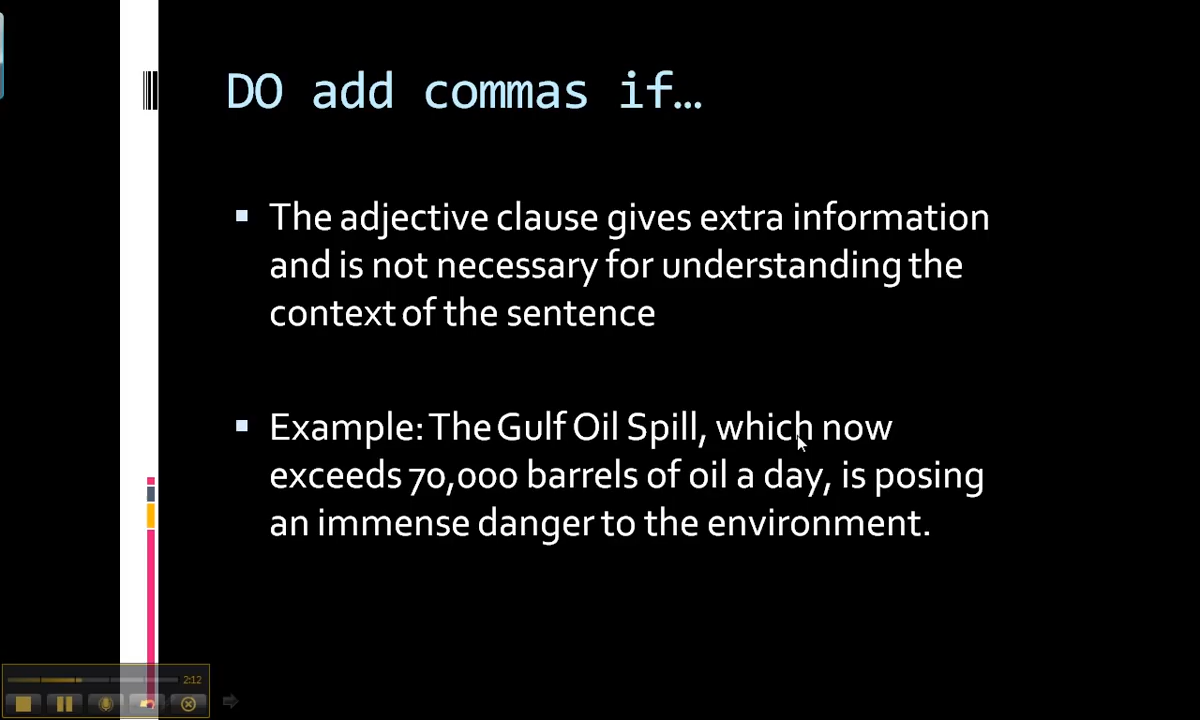 DO add commas if…
The adjective clause gives extra information
and is not necessary for understanding the
context of the sentence
Example: The Gulf Oil Spill, which now
exceeds 70,000 barrels of oil a day, is posing
an immense danger to the environment.
2:12